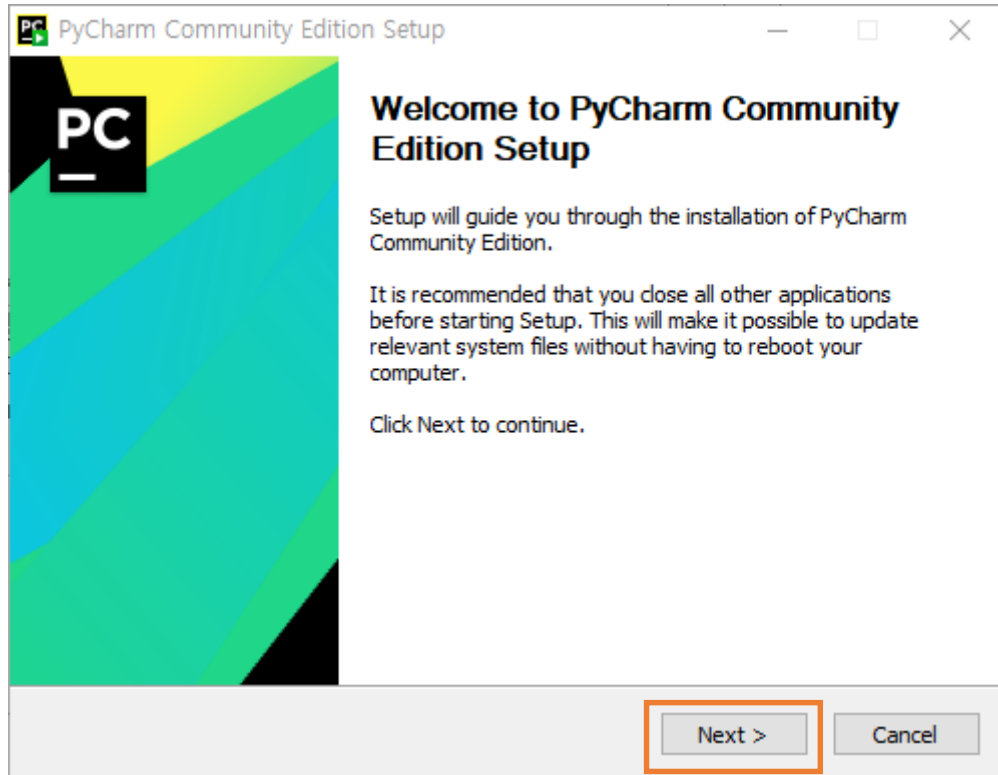 PC PyCharm Community Edition Setup
PC
Welcome to PyCharm Community
Edition Setup
Setup will guide you through the installation of PyCharm
Community Edition.
It is recommended that you close all other applications
before starting Setup. This will make it possible to update
relevant system files without having to reboot your
computer.
Click Next to continue.
Next > Cancel